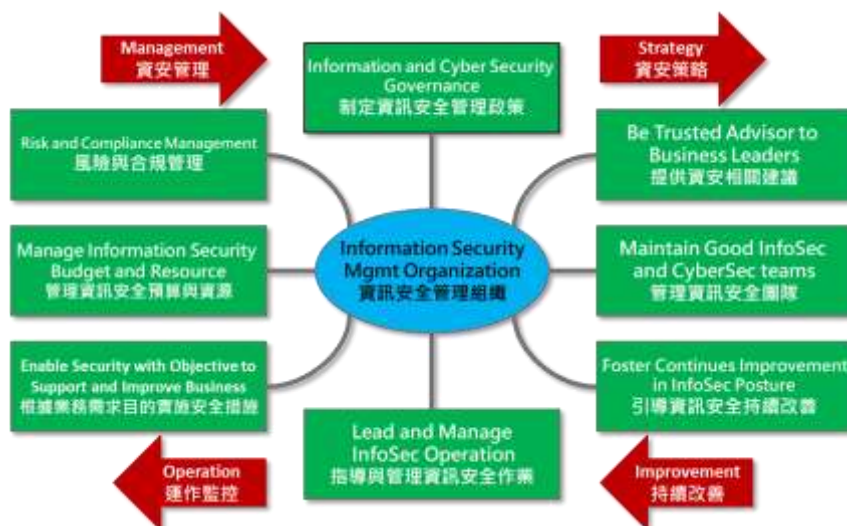 Management
資安管理
Information and Cyber Security
Governance
制定資訊安全管理政策
Strategy
資安策略
Risk and Compliance Management
風險與合規管理
Be Trusted Advisor to
Business Leaders
提供資安相關建議
Manage Information Security
Budget and Resource
管理資訊安全預算與資源
Information Security
Mgmt Organization
資訊安全管理組織
Maintain Good InfoSec
and CyberSec teams
管理資訊安全團隊
Enable Security with Objective to
Support and Improve Business
根據業務需求目的實施安全措施
Foster Continues Improvement
in InfoSec Posture
引導資訊安全持續改善
Lead and Manage
InfoSec Operation
指導與管理資訊安全作業
Operation
運作監控
Improvement
持續改善